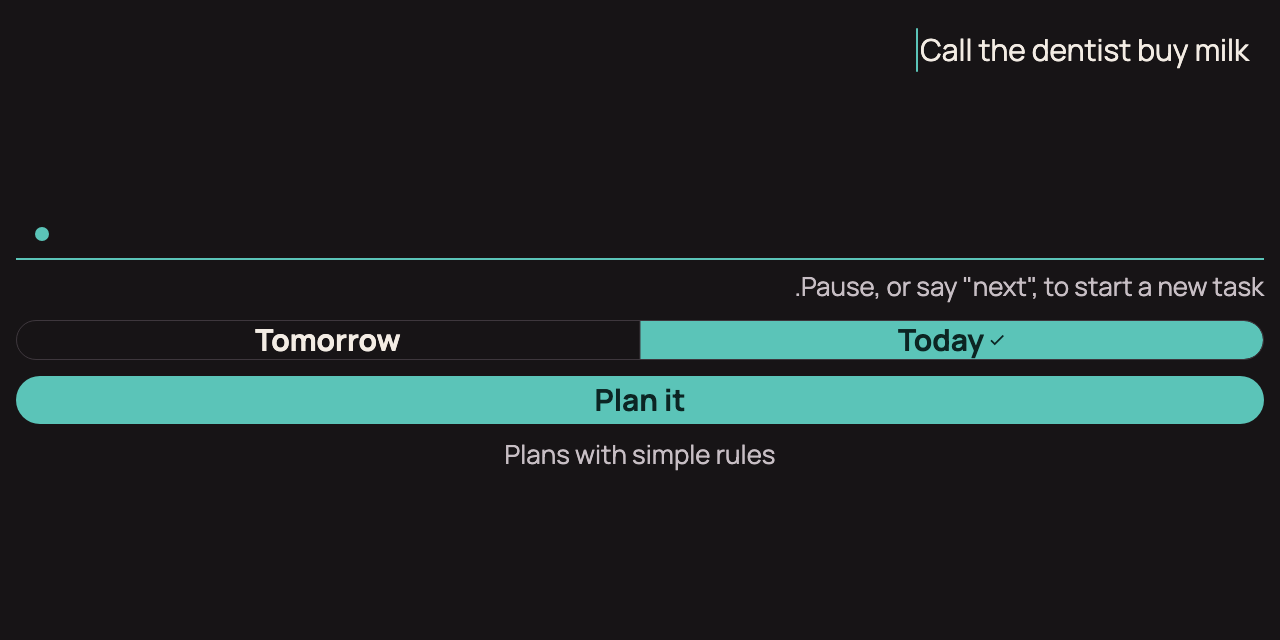 Call the dentist buy milk
.Pause, or say "next", to start a new task
Today
Tomorrow
Plan it
Plans with simple rules